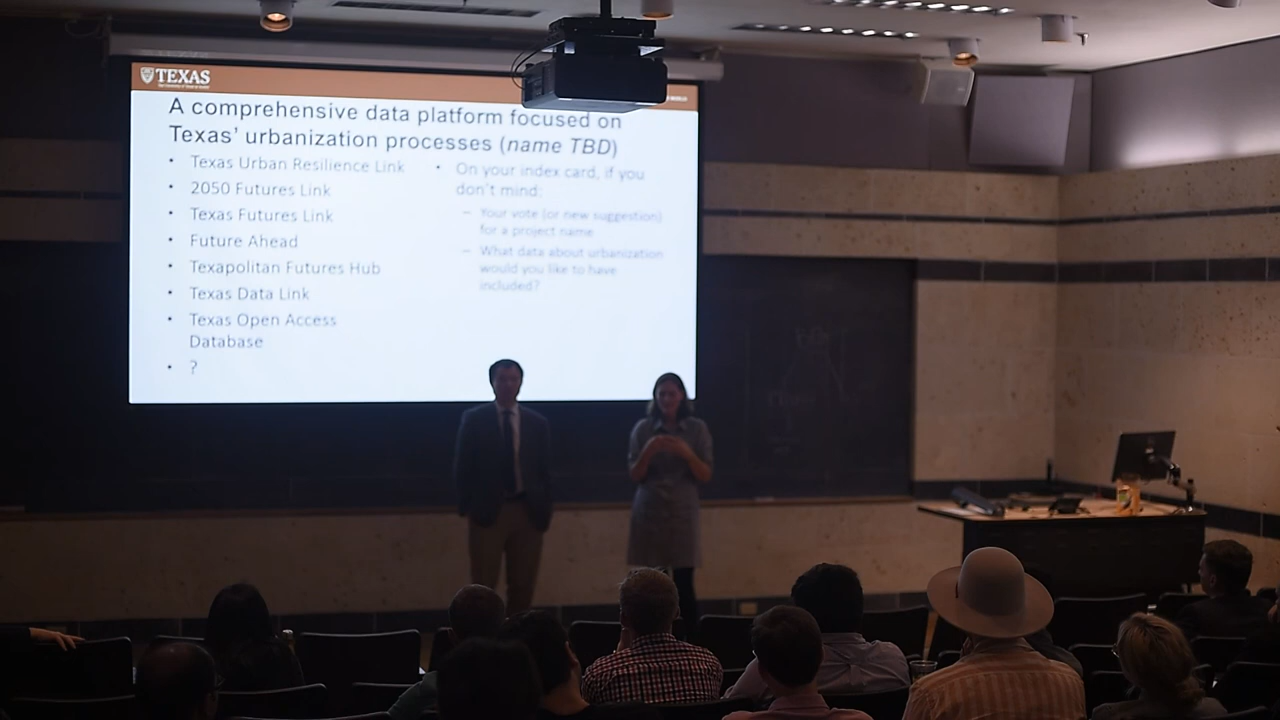 TEXAS
A comprehensive data platform focused on
Texas' urbanization processes (name TBD)
• Texas Urban Resilience Link
• 2050 Futures Link
• Texas Futures Link
• Future Ahead
• Texapolitan Futures Hub
• Texas Data Link
• Texas Open Access
Database
• ?
• On your index card, if you
don't mind:
– Your vote (or new suggestion)
for a project name
– What data about urbanization
would you like to have
included?